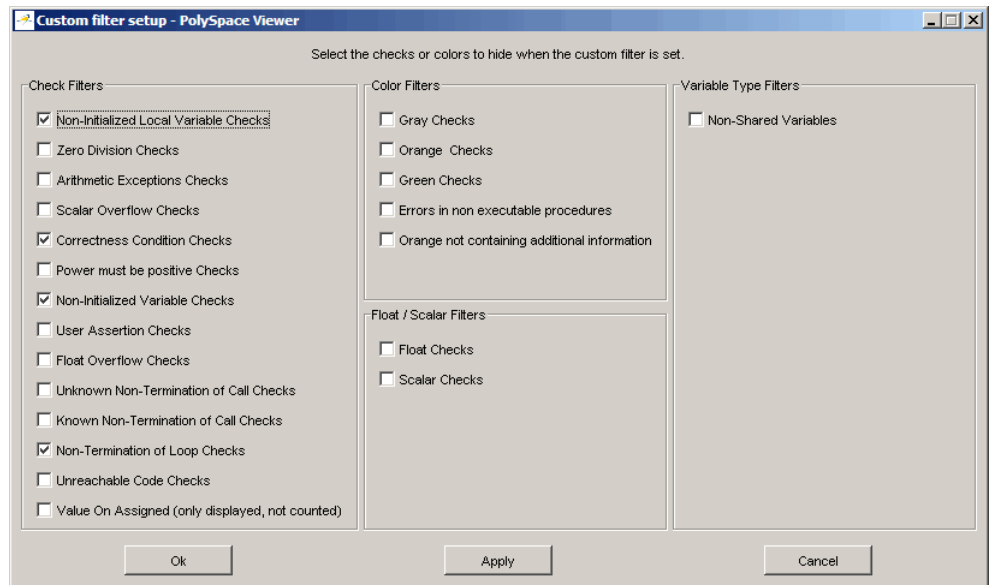 Custom filter setup - PolySpace Viewer
Select the checks or colors to hide when the custom filter is set.
Check Filters
Non-Initialized Local Variable Checks
Zero Division Checks
Arithmetic Exceptions Checks
Scalar Overflow Checks
Correctness Condition Checks
Power must be positive Checks
Non-Initialized Variable Checks
User Assertion Checks
Float Overflow Checks
Unknown Non-Termination of Call Checks
Known Non-Termination of Call Checks
Non-Termination of Loop Checks
Unreachable Code Checks
Value On Assigned (only displayed, not counted)
Color Filters
Gray Checks
Orange Checks
Green Checks
Errors in non executable procedures
Orange not containing additional information
Float / Scalar Filters
Float Checks
Scalar Checks
Variable Type Filters
Non-Shared Variables
Ok
Apply
Cancel